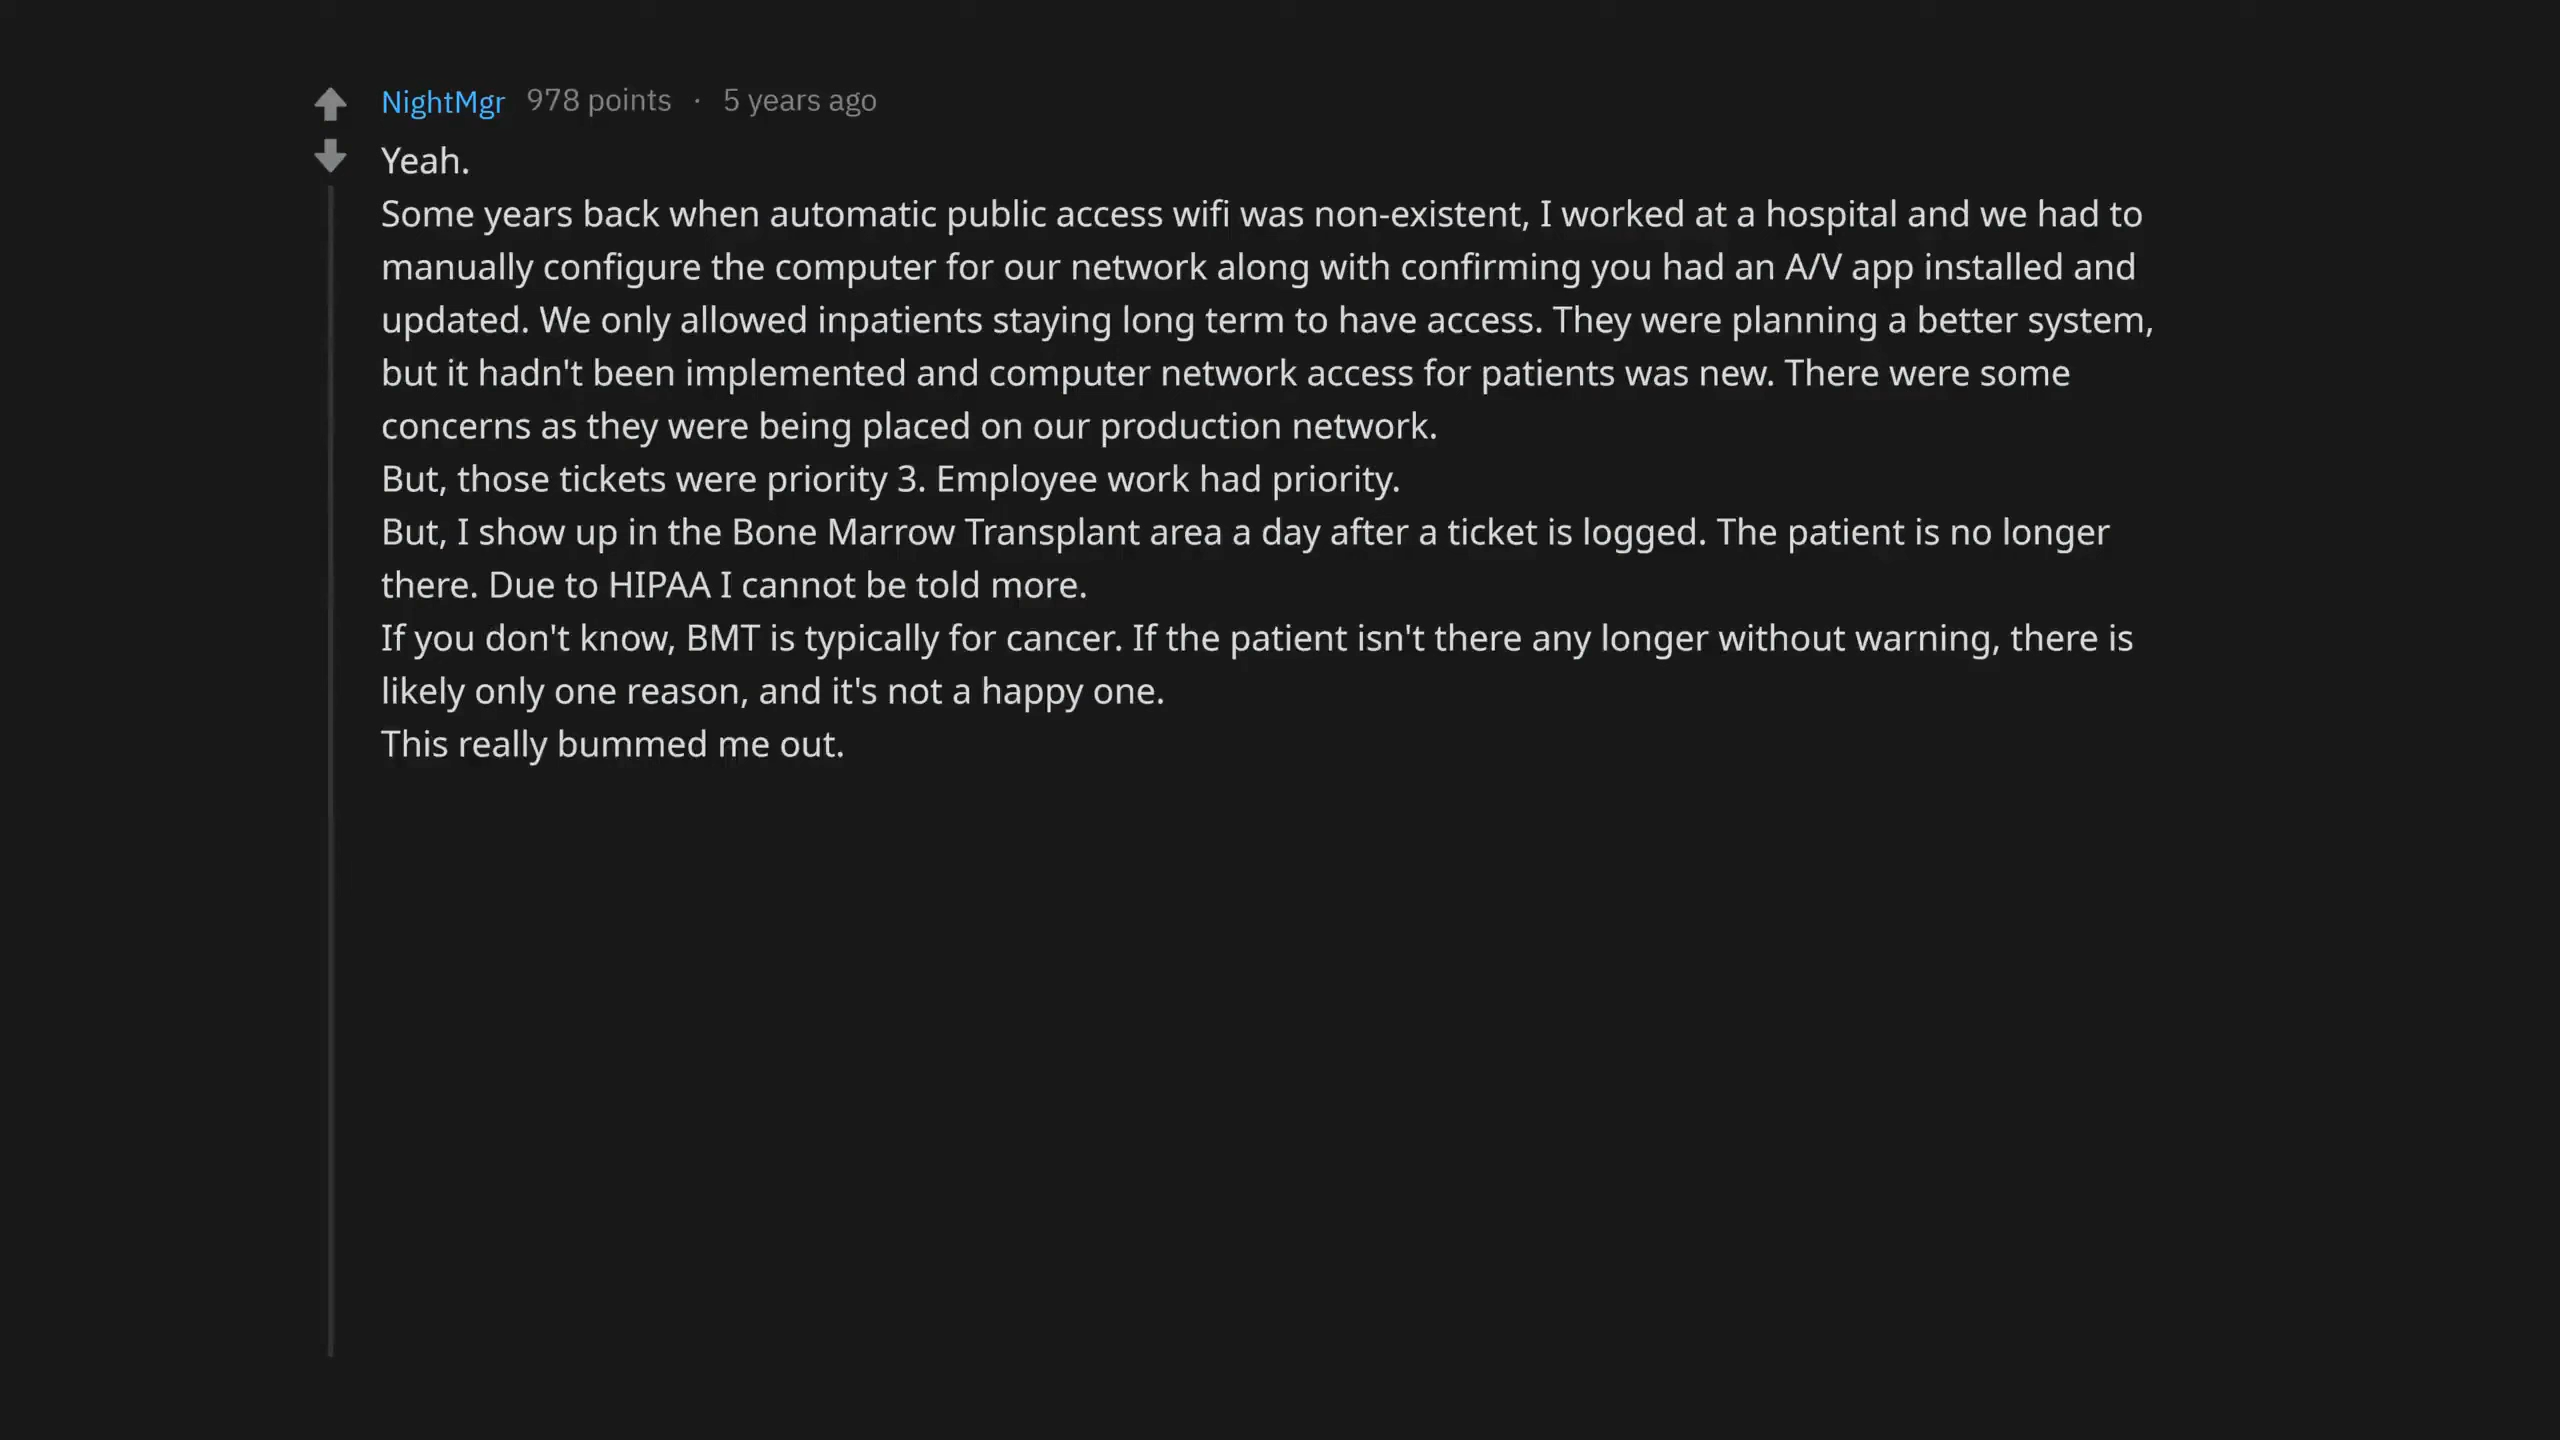 NightMgr 978 points · 5 years ago
Yeah.
Some years back when automatic public access wifi was non-existent, I worked at a hospital and we had to
manually configure the computer for our network along with confirming you had an A/V app installed and
updated. We only allowed inpatients staying long term to have access. They were planning a better system,
but it hadn't been implemented and computer network access for patients was new. There were some
concerns as they were being placed on our production network.
But, those tickets were priority 3. Employee work had priority.
But, I show up in the Bone Marrow Transplant area a day after a ticket is logged. The patient is no longer
there. Due to HIPAA I cannot be told more.
If you don't know, BMT is typically for cancer. If the patient isn't there any longer without warning, there is
likely only one reason, and it's not a happy one.
This really bummed me out.